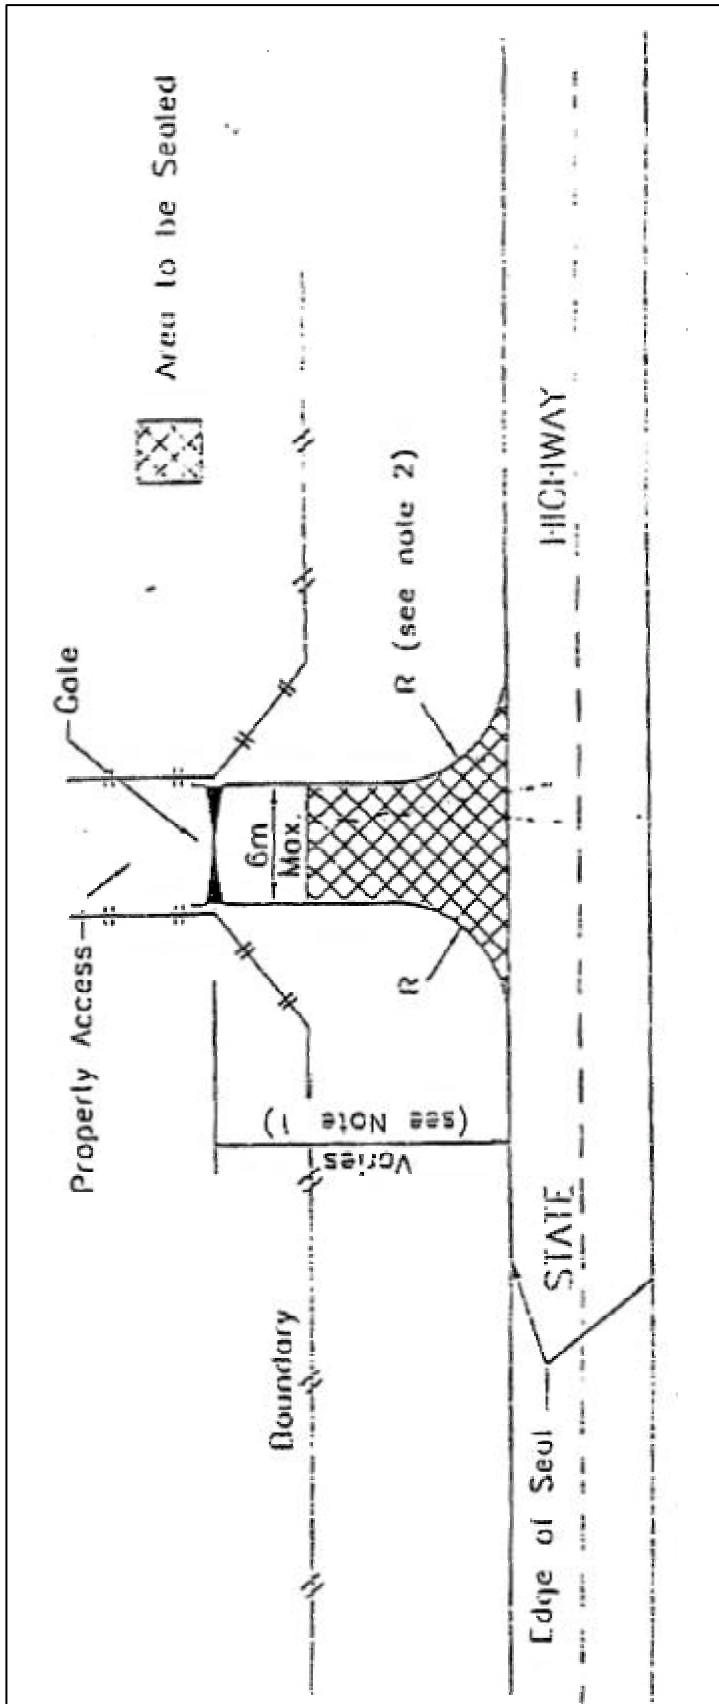 Area to be Sealed
Gate
Property Access
6m
Max.
R (see note 2)
R
Varies
(see Note 1)
Boundary
STATE HIGHWAY
Edge of Seal